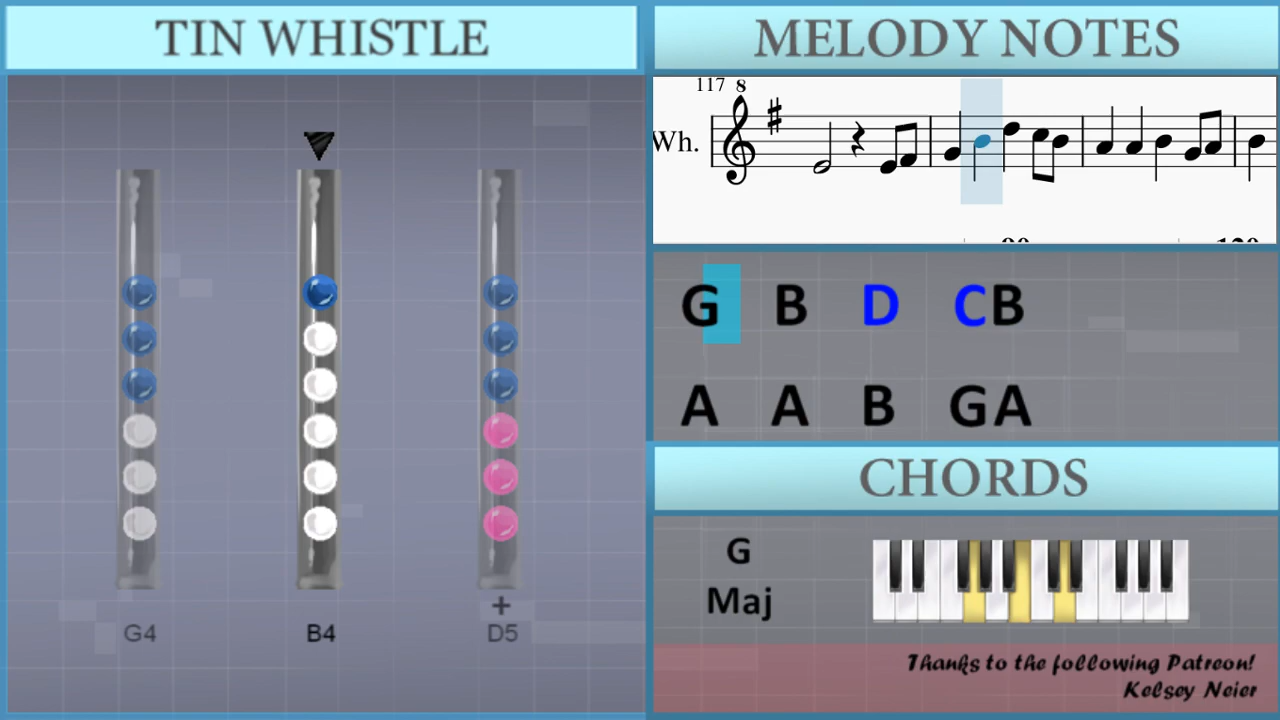 TIN WHISTLE
G4
B4
+
D5
MELODY NOTES
117 8
Wh.
G B D CB
A A B GA
CHORDS
G
Maj
Thanks to the following Patreon!
Kelsey Neier